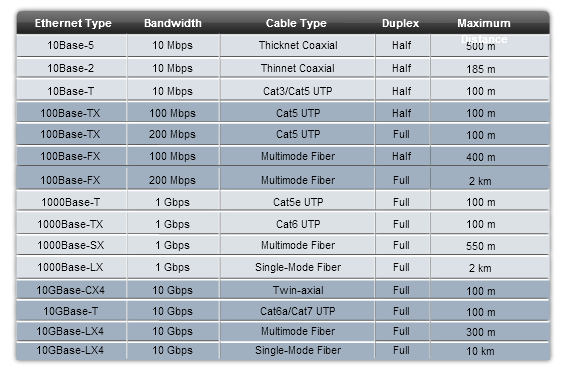 Ethernet Type Bandwidth Cable Type Duplex Maximum Distance
10Base-5 10 Mbps Thicknet Coaxial Half 500 m
10Base-2 10 Mbps Thinnet Coaxial Half 185 m
10Base-T 10 Mbps Cat3/Cat5 UTP Half 100 m
100Base-TX 100 Mbps Cat5 UTP Half 100 m
100Base-TX 200 Mbps Cat5 UTP Full 100 m
100Base-FX 100 Mbps Multimode Fiber Half 400 m
100Base-FX 200 Mbps Multimode Fiber Full 2 km
1000Base-T 1 Gbps Cat5e UTP Full 100 m
1000Base-TX 1 Gbps Cat6 UTP Full 100 m
1000Base-SX 1 Gbps Multimode Fiber Full 550 m
1000Base-LX 1 Gbps Single-Mode Fiber Full 2 km
10GBase-CX4 10 Gbps Twin-axial Full 100 m
10GBase-T 10 Gbps Cat6a/Cat7 UTP Full 100 m
10GBase-LX4 10 Gbps Multimode Fiber Full 300 m
10GBase-LX4 10 Gbps Single-Mode Fiber Full 10 km